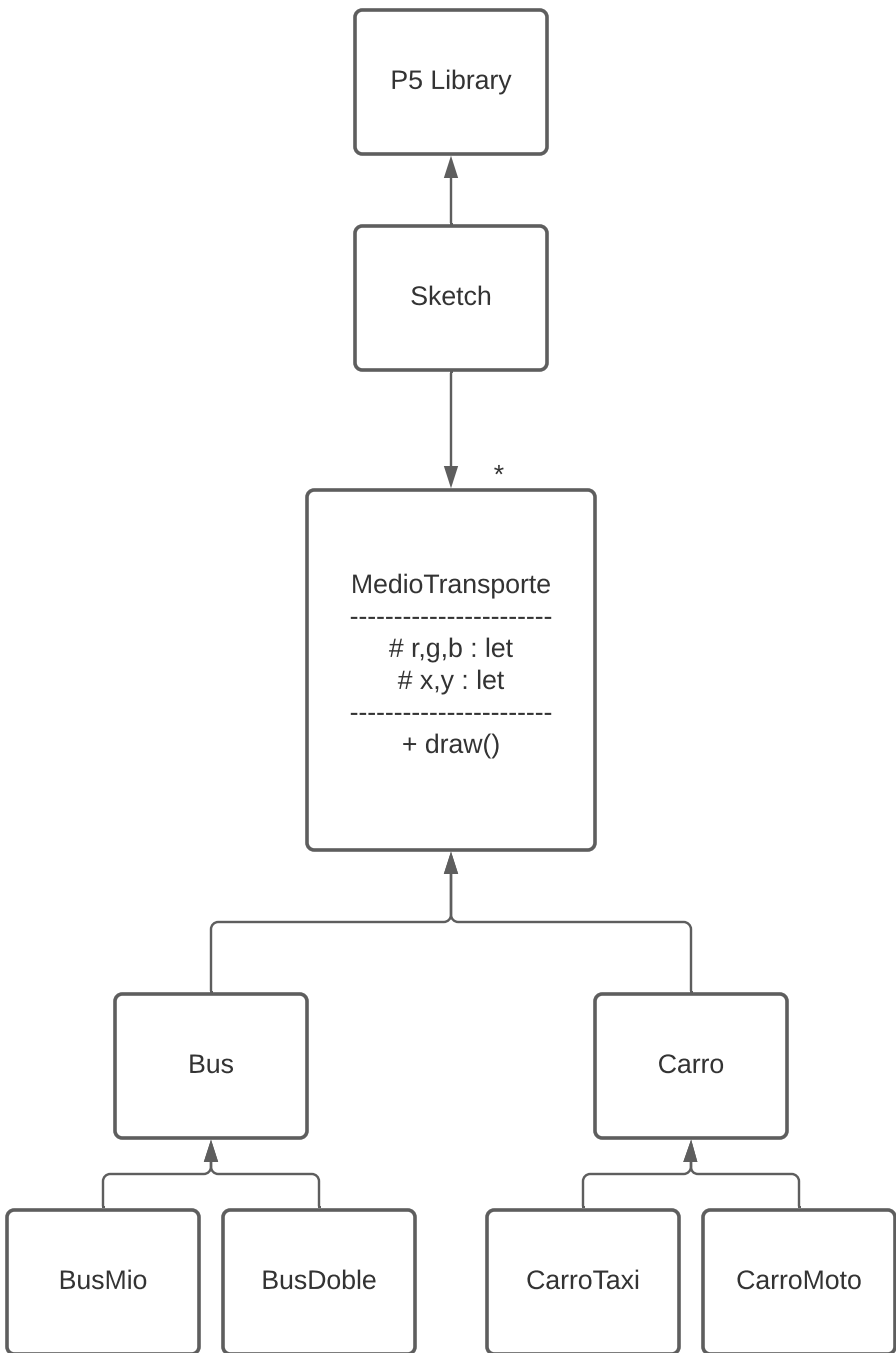 P5 Library
Sketch
*
MedioTransporte
-----------------------
# r,g,b : let
# x,y : let
-----------------------
+ draw()
Bus
Carro
BusMio
BusDoble
CarroTaxi
CarroMoto